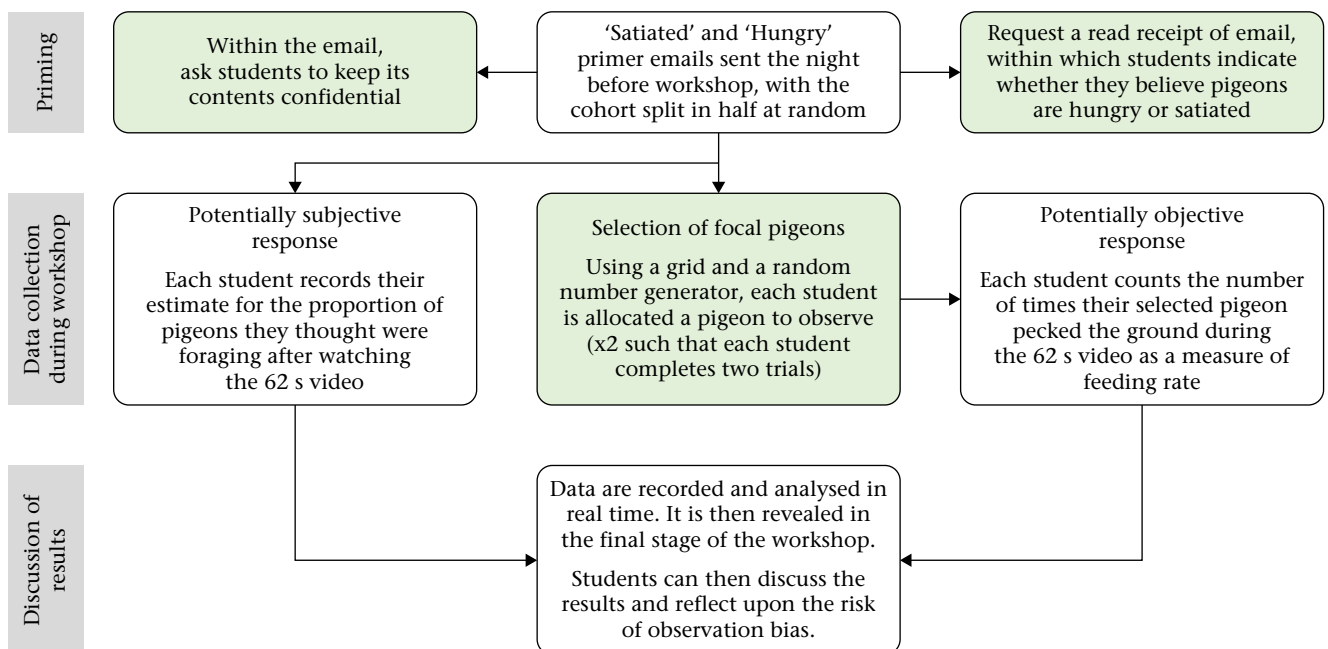 Priming
Within the email,
ask students to keep its
contents confidential
‘Satiated’ and ‘Hungry’
primer emails sent the night
before workshop, with the
cohort split in half at random
Request a read receipt of email,
within which students indicate
whether they believe pigeons
are hungry or satiated
Data collection
during workshop
Potentially subjective
response
Each student records their
estimate for the proportion of
pigeons they thought were
foraging after watching
the 62 s video
Selection of focal pigeons
Using a grid and a random
number generator, each student
is allocated a pigeon to observe
(x2 such that each student
completes two trials)
Potentially objective
response
Each student counts the number
of times their selected pigeon
pecked the ground during
the 62 s video as a measure of
feeding rate
Discussion of
results
Data are recorded and analysed in
real time. It is then revealed in
the final stage of the workshop.
Students can then discuss the
results and reflect upon the risk
of observation bias.